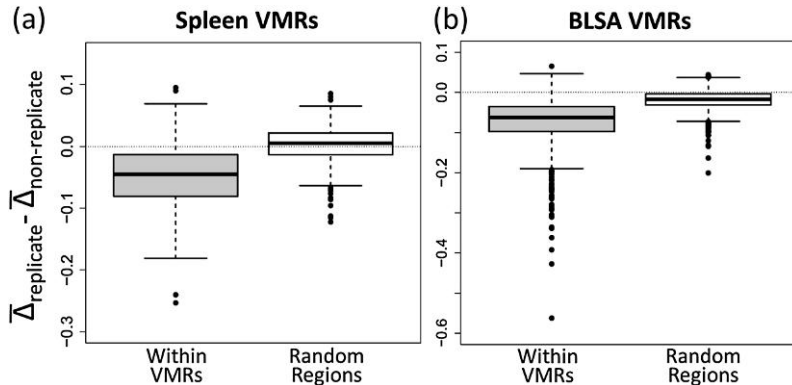 (a) Spleen VMRs
Δ̅replicate - Δ̅non-replicate
0.1
0.0
−0.1
−0.2
−0.3
Within
VMRs
Random
Regions
(b) BLSA VMRs
0.1
0.0
−0.2
−0.4
−0.6
Within
VMRs
Random
Regions